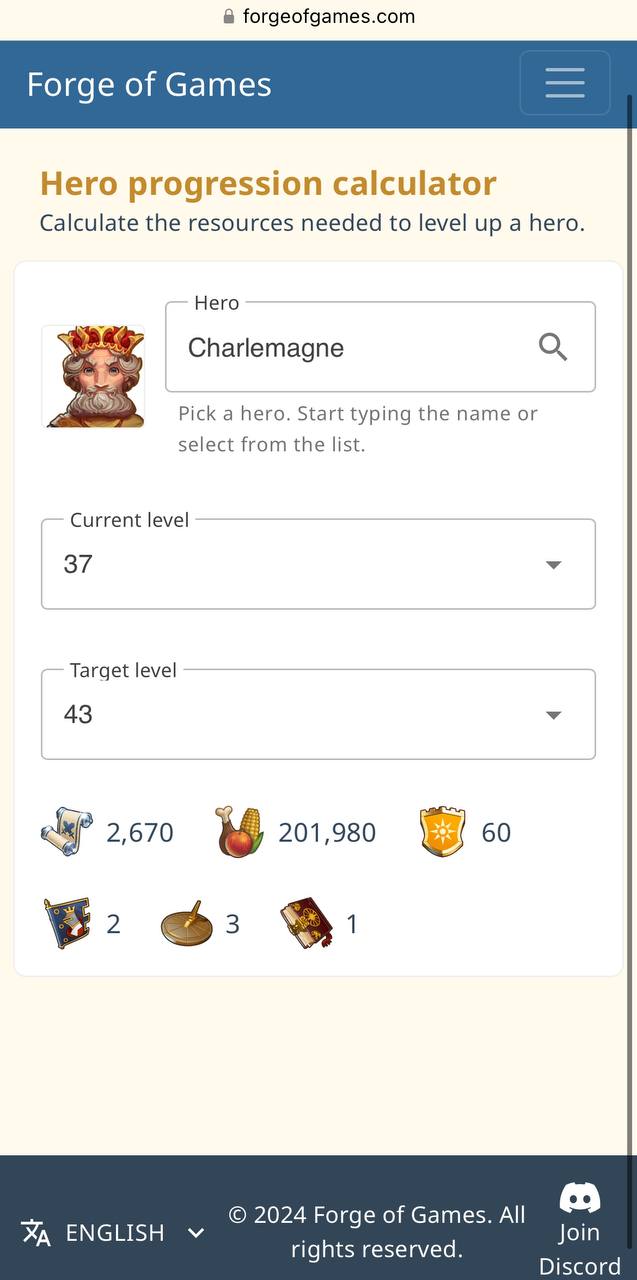 forgeofgames.com
Forge of Games
Hero progression calculator
Calculate the resources needed to level up a hero.
Hero
Charlemagne
Pick a hero. Start typing the name or
select from the list.
Current level
37
Target level
43
2,670 201,980 60
2 3 1
ENGLISH
© 2024 Forge of Games. All
rights reserved.
Join
Discord